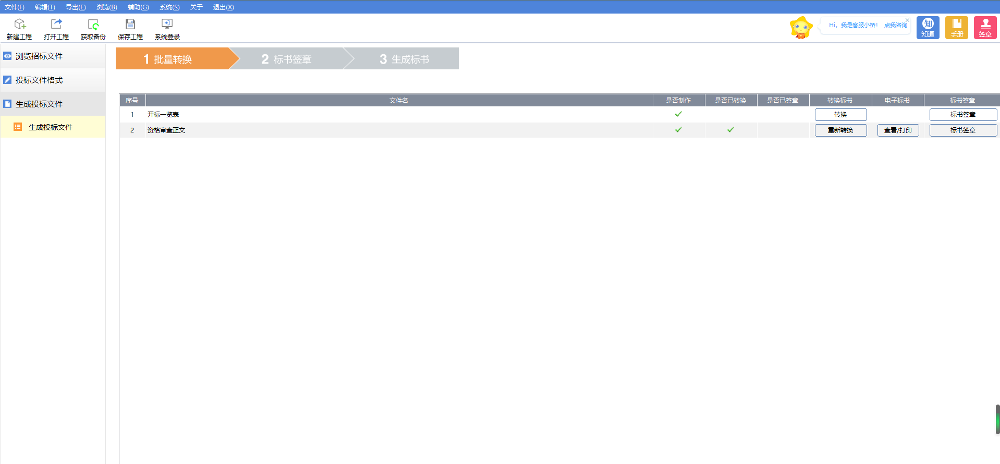 文件(F) 编辑(T) 导出(E) 浏览(B) 辅助(G) 系统(S) 关于 退出(X)
新建工程 打开工程 获取备份 保存工程 系统登录
Hi，我是客服小桥！ 点我咨询
知 知道 手册 签章
浏览招标文件
投标文件格式
生成投标文件
生成投标文件
1 批量转换 2 标书签章 3 生成标书
序号 文件名 是否制作 是否已转换 是否已签章 转换标书 电子标书 标书签章
1 开标一览表 转换 标书签章
2 资格审查正文 重新转换 查看/打印 标书签章